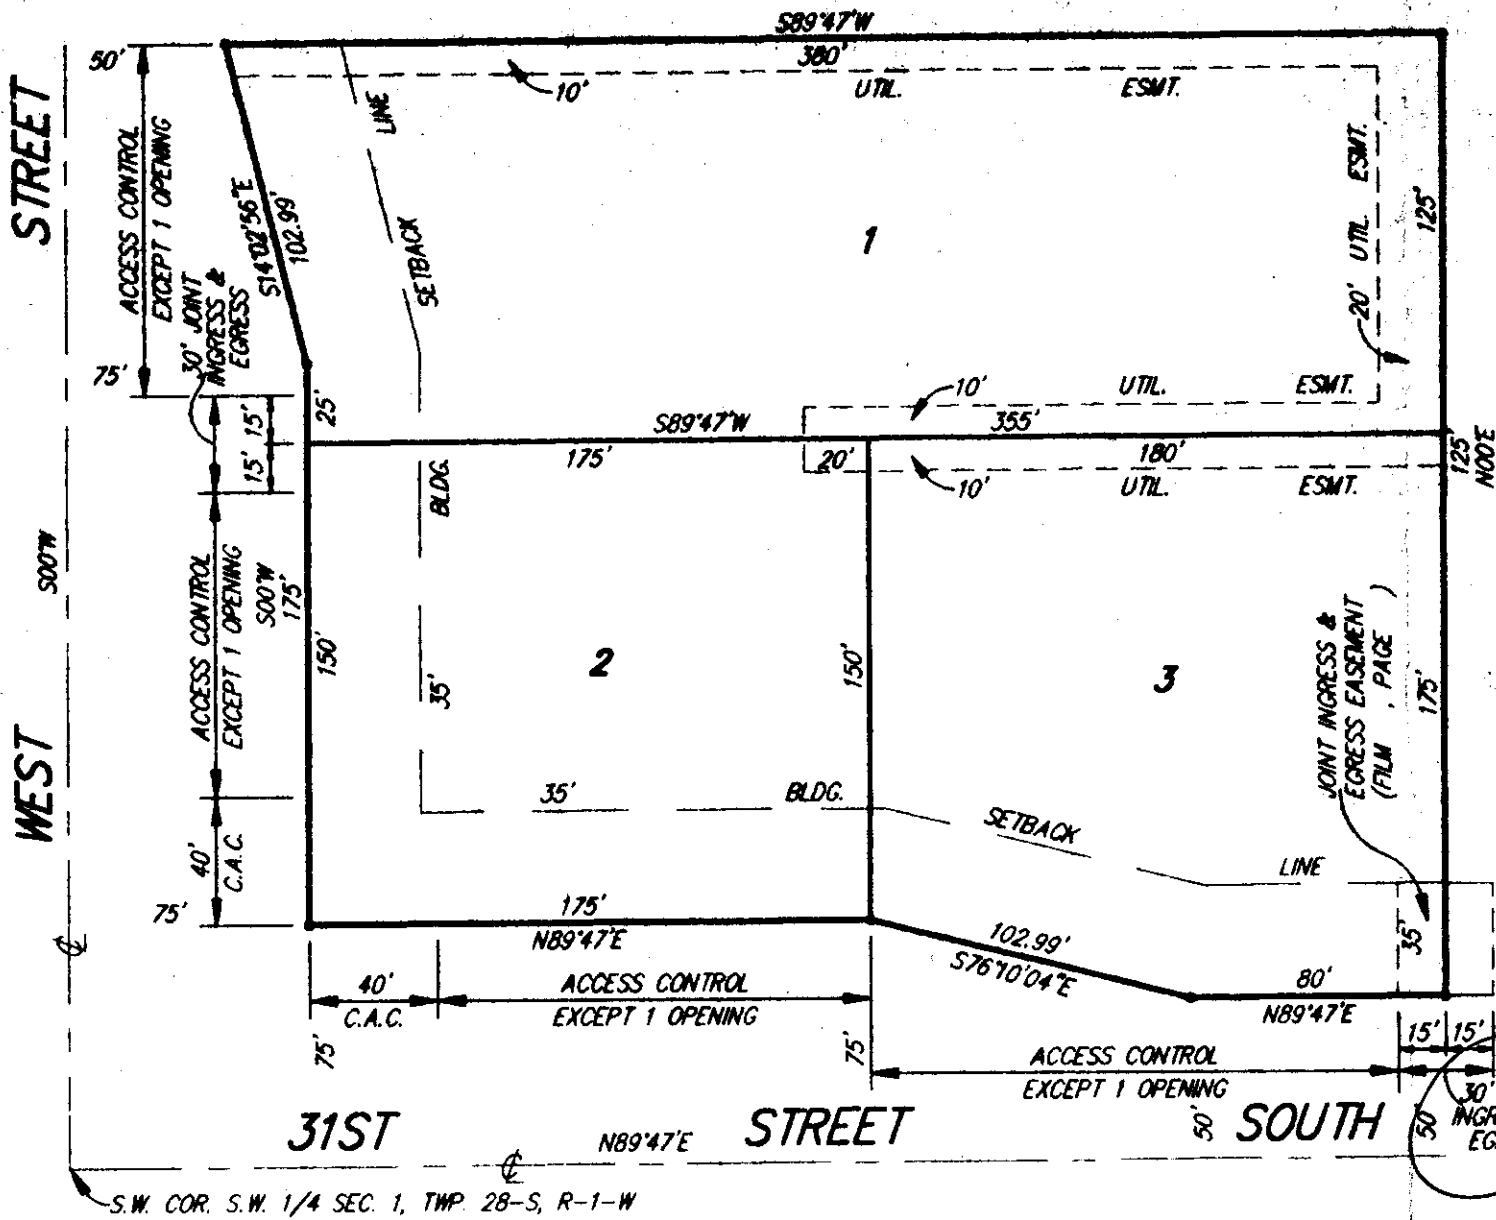 S89°47'W
380'
50'
10'
UTIL. ESMT.
LINE
STREET
ACCESS CONTROL
EXCEPT 1 OPENING
S14°02'56"E
102.99'
SETBACK
1
20' UTIL. ESMT.
125'
30' JOINT
INGRESS &
EGRESS
75'
25'
15'
15'
10'
UTIL. ESMT.
S89°47'W
355'
175'
20'
180'
10'
UTIL. ESMT.
125'
N00°E
BLDG.
S00°W
ACCESS CONTROL
EXCEPT 1 OPENING
S00°W
175'
150'
35'
2
150'
3
JOINT INGRESS &
EGRESS EASEMENT
(FILM , PAGE )
175'
WEST
35'
BLDG.
SETBACK
LINE
40'
C.A.C.
75'
175'
N89°47'E
102.99'
S76°10'04"E
35'
80'
N89°47'E
40'
C.A.C.
ACCESS CONTROL
EXCEPT 1 OPENING
75'
75'
15'
15'
ACCESS CONTROL
EXCEPT 1 OPENING
30'
50'
50'
31ST STREET SOUTH
N89°47'E
S.W. COR. S.W. 1/4 SEC. 1, TWP. 28-S, R-1-W